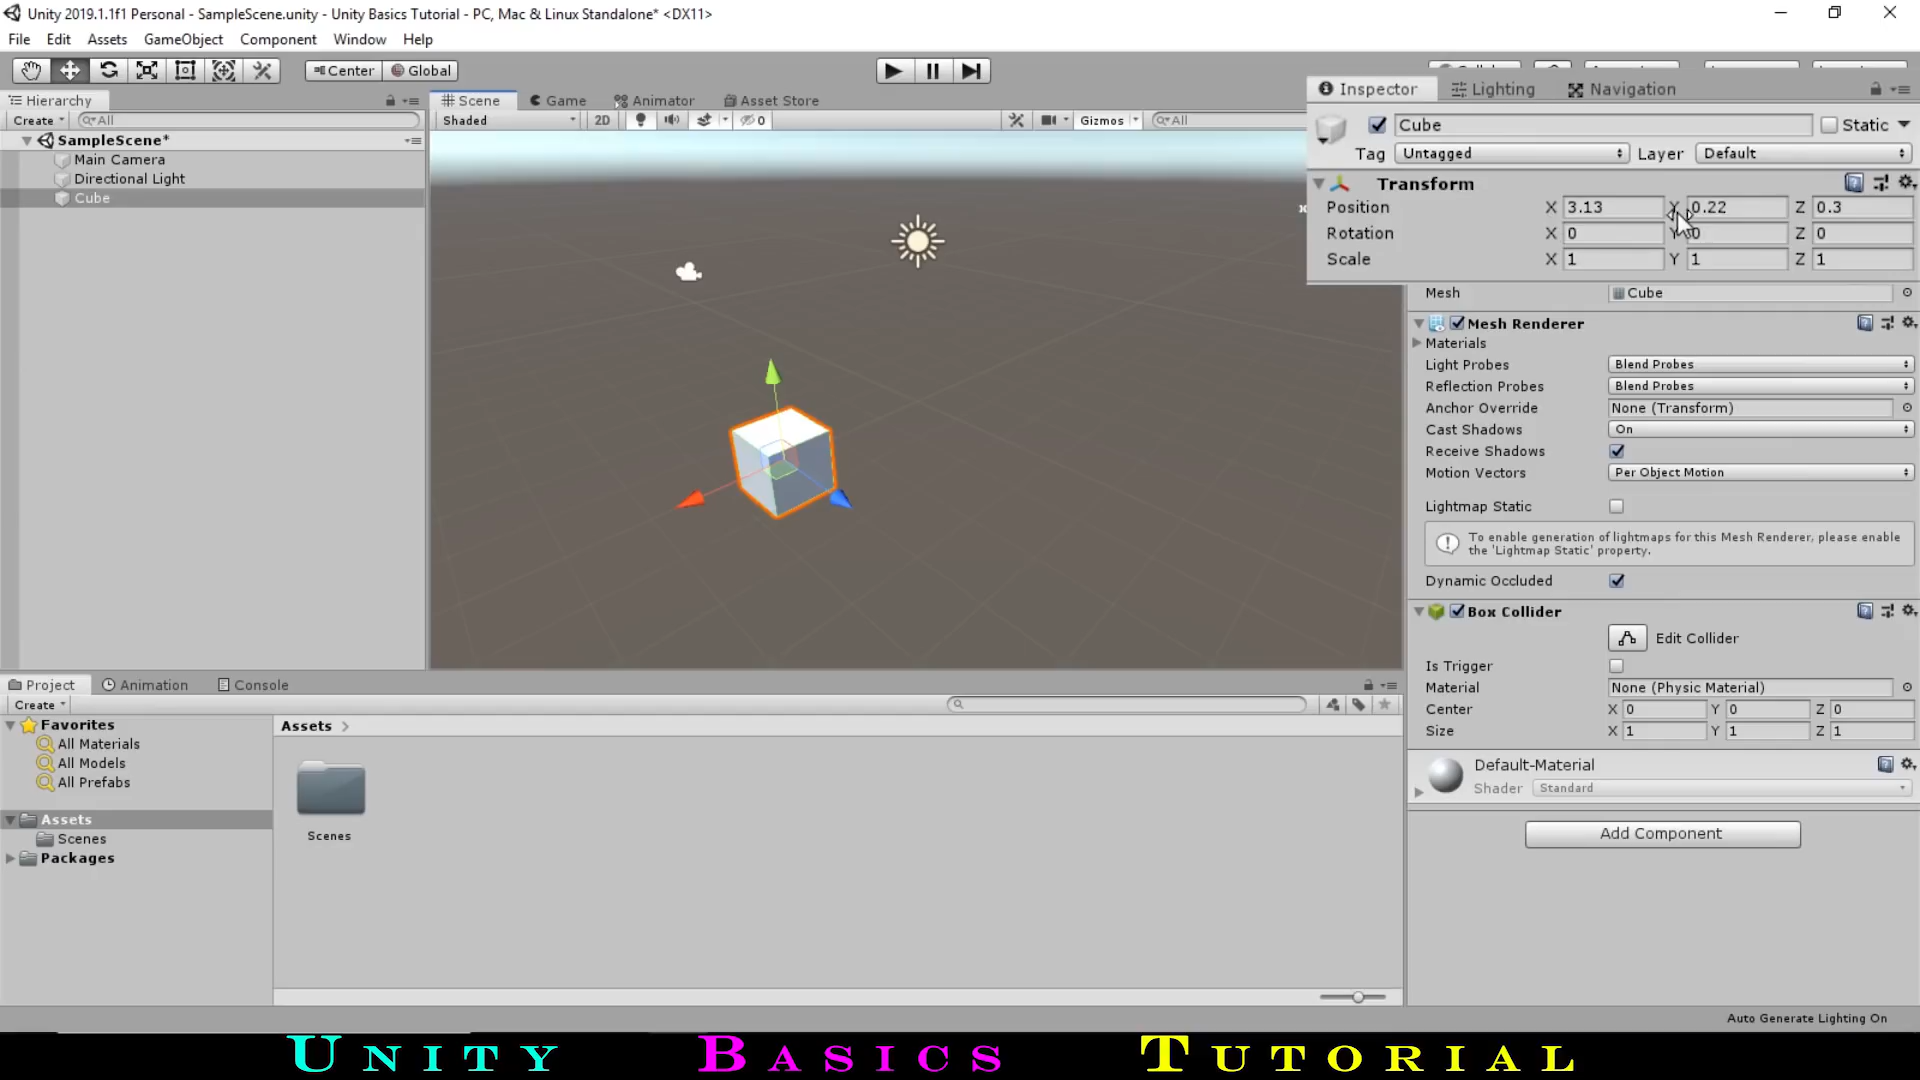 Unity 2019.1.1f1 Personal - SampleScene.unity - Unity Basics Tutorial - PC, Mac & Linux Standalone* <DX11>
File Edit Assets GameObject Component Window Help
Center Global
Hierarchy
Create All
SampleScene*
Main Camera
Directional Light
Cube
Scene Game Animator Asset Store
Shaded 2D 0 Gizmos All
Inspector Lighting Navigation
Cube Static
Tag Untagged Layer Default
Transform
Position X 3.13 Y 0.22 Z 0.3
Rotation X 0 Y 0 Z 0
Scale X 1 Y 1 Z 1
Mesh Cube
Mesh Renderer
Materials
Light Probes Blend Probes
Reflection Probes Blend Probes
Anchor Override None (Transform)
Cast Shadows On
Receive Shadows
Motion Vectors Per Object Motion
Lightmap Static
To enable generation of lightmaps for this Mesh Renderer, please enable
the 'Lightmap Static' property.
Dynamic Occluded
Box Collider
Edit Collider
Is Trigger
Material None (Physic Material)
Center X 0 Y 0 Z 0
Size X 1 Y 1 Z 1
Default-Material
Shader Standard
Add Component
Project Animation Console
Create
Favorites
All Materials
All Models
All Prefabs
Assets
Scenes
Packages
Assets
Scenes
Auto Generate Lighting On
Unity Basics Tutorial